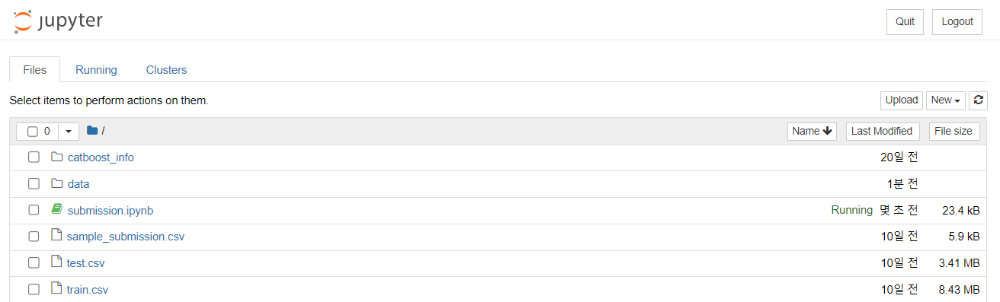 jupyter Quit Logout
Files Running Clusters
Select items to perform actions on them. Upload New
0 / Name Last Modified File size
catboost_info 20일 전
data 1분 전
submission.ipynb Running 몇 초 전 23.4 kB
sample_submission.csv 10일 전 5.9 kB
test.csv 10일 전 3.41 MB
train.csv 10일 전 8.43 MB